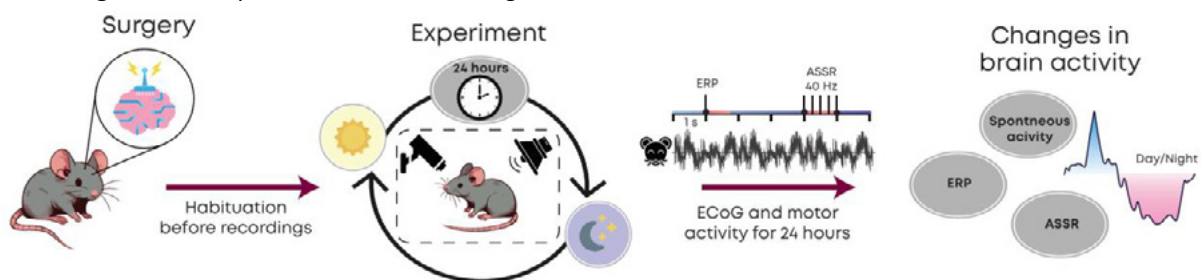 Surgery
Habituation
before recordings
Experiment
24 hours
ERP
ASSR
40 Hz
1 s
ECoG and motor
activity for 24 hours
Changes in
brain activity
Spontneous
acivity
ERP
ASSR
Day/Night